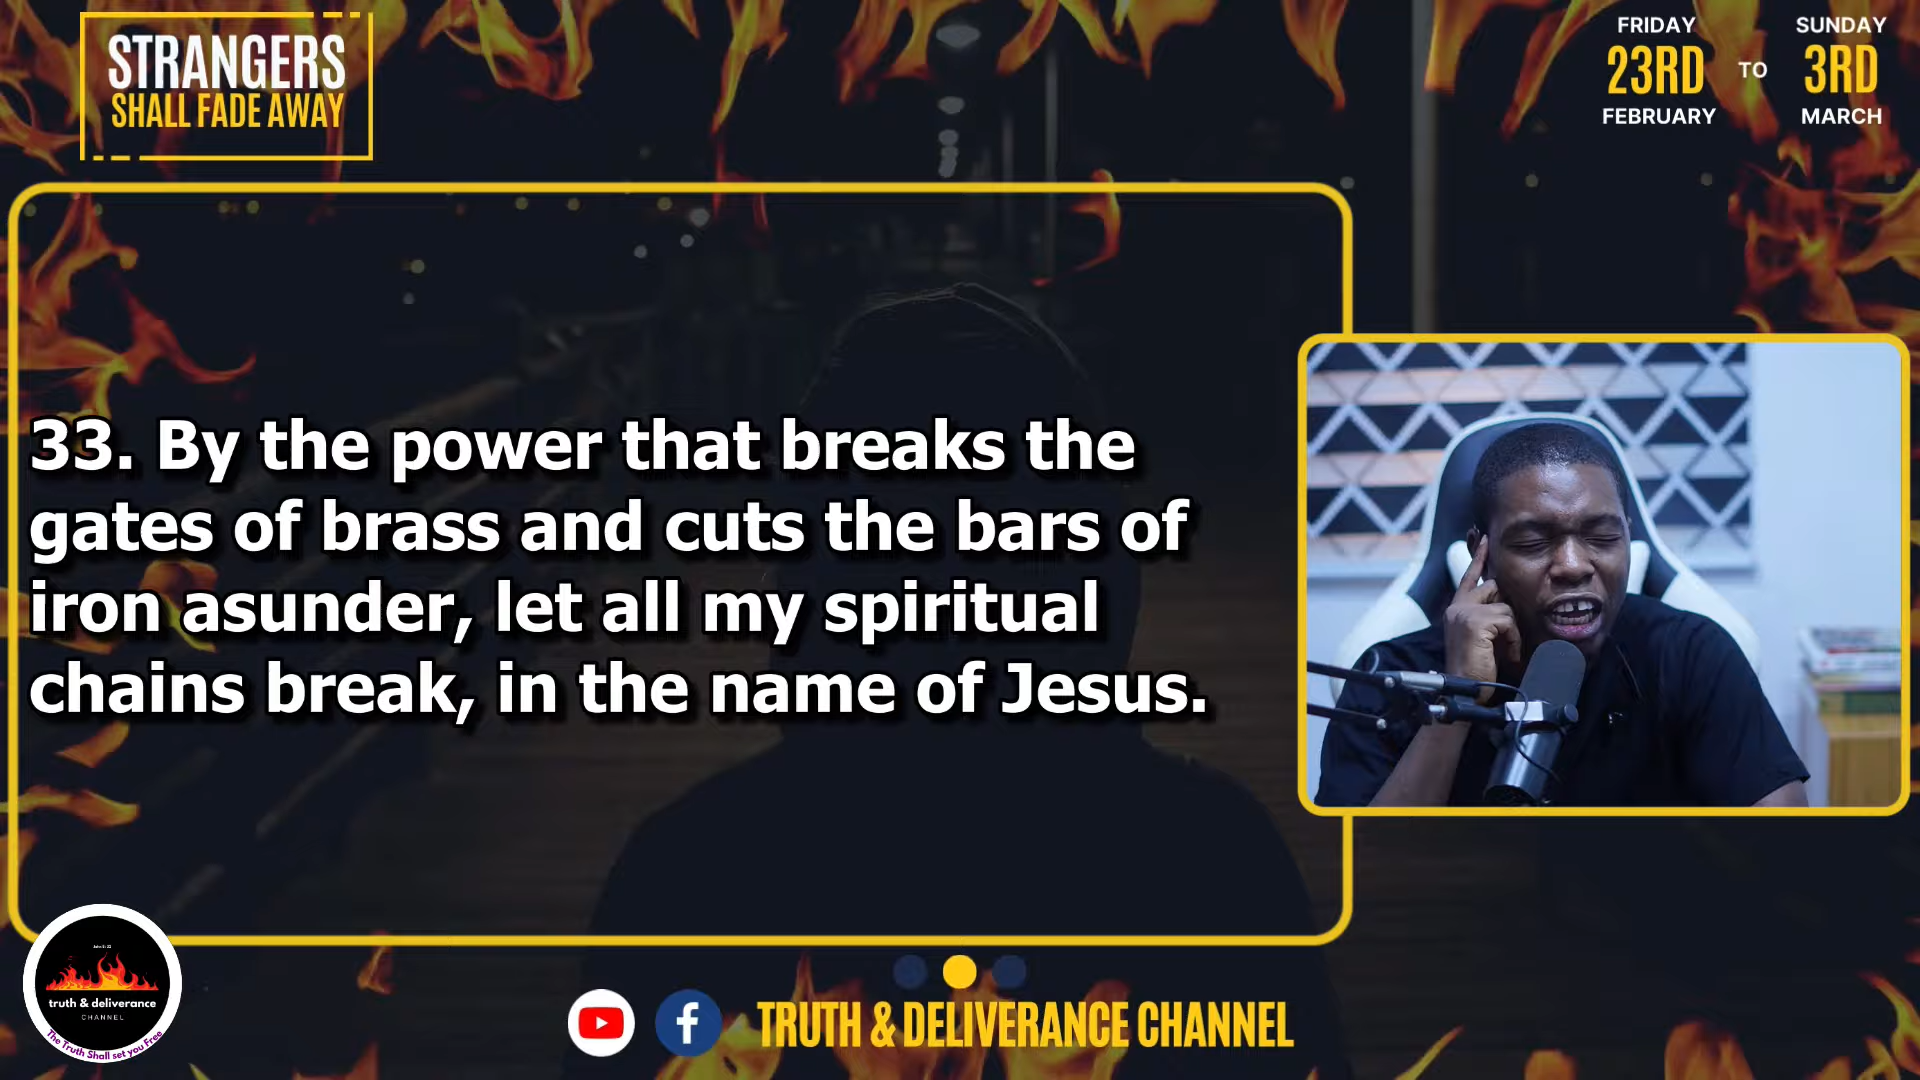 STRANGERS
SHALL FADE AWAY
FRIDAY
23RD
FEBRUARY
TO
SUNDAY
3RD
MARCH
33. By the power that breaks the
gates of brass and cuts the bars of
iron asunder, let all my spiritual
chains break, in the name of Jesus.
truth & deliverance
CHANNEL
The Truth Shall set you Free
TRUTH & DELIVERANCE CHANNEL